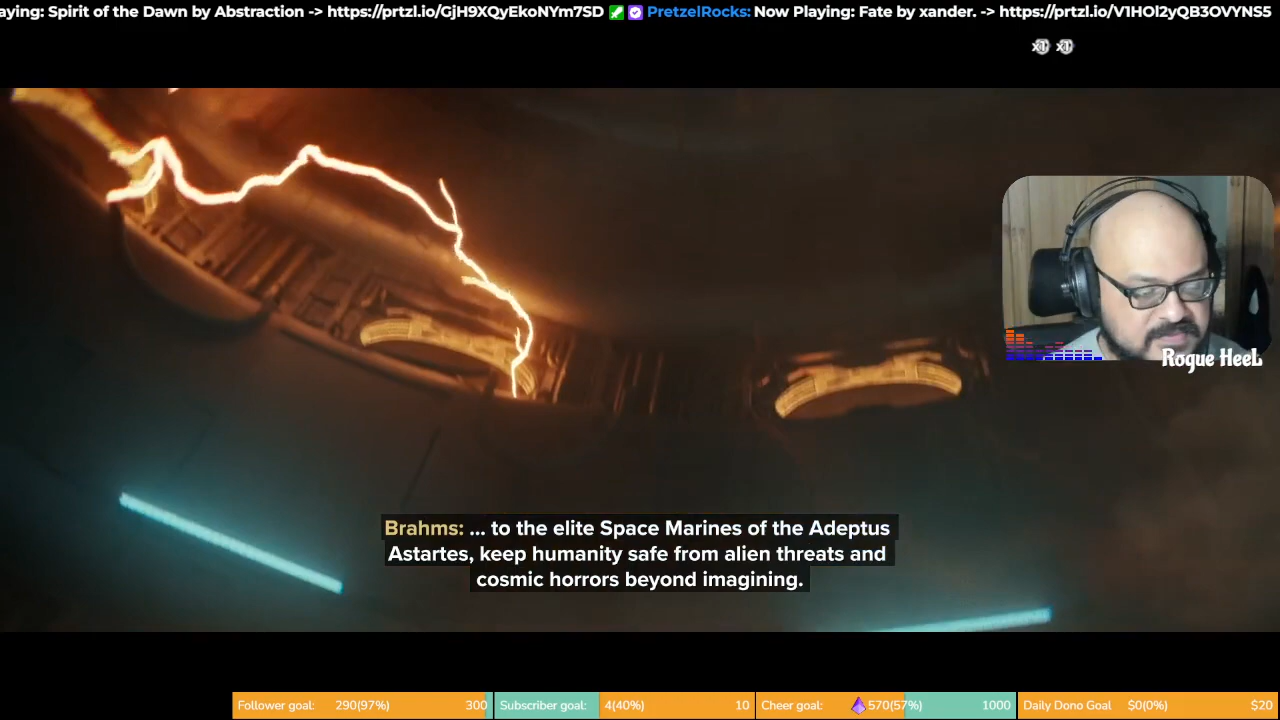 aying: Spirit of the Dawn by Abstraction -> https://prtzl.io/GjH9XQyEkoNYm7SD PretzelRocks: Now Playing: Fate by xander. -> https://prtzl.io/V1HOl2yQB3OVYNS5
x1 x1
Rogue Heel
Brahms: ... to the elite Space Marines of the Adeptus
Astartes, keep humanity safe from alien threats and
cosmic horrors beyond imagining.
Follower goal: 290(97%) 300 Subscriber goal: 4(40%) 10 Cheer goal: 570(57%) 1000 Daily Dono Goal $0(0%) $20